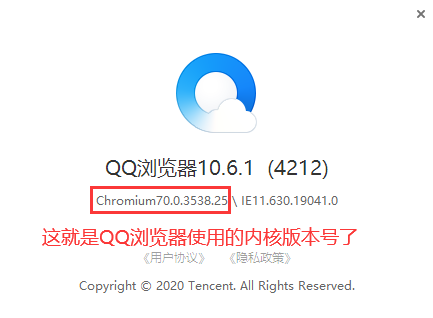 QQ浏览器10.6.1 (4212)
Chromium70.0.3538.25 \ IE11.630.19041.0
这就是QQ浏览器使用的内核版本号了
《用户协议》 《隐私政策》
Copyright © 2020 Tencent. All Rights Reserved.